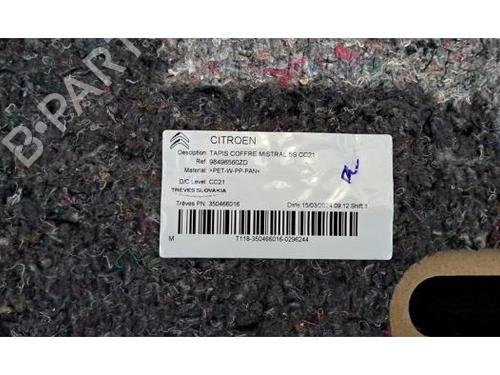 B-PARTS
CITROEN
Description: TAPIS COFFRE MISTRAL 5S CC21
Ref. 98496560ZD
Material: >PET-W-PP-PAN<
D/C Level: CC21
TREVES SLOVAKIA
Trèves PN: 350466016 Date:15/03/2024 09:12 Shift:1
M T118-350466016-0296244